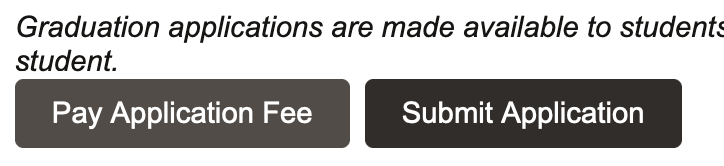 Graduation applications are made available to students
student.
Pay Application Fee Submit Application